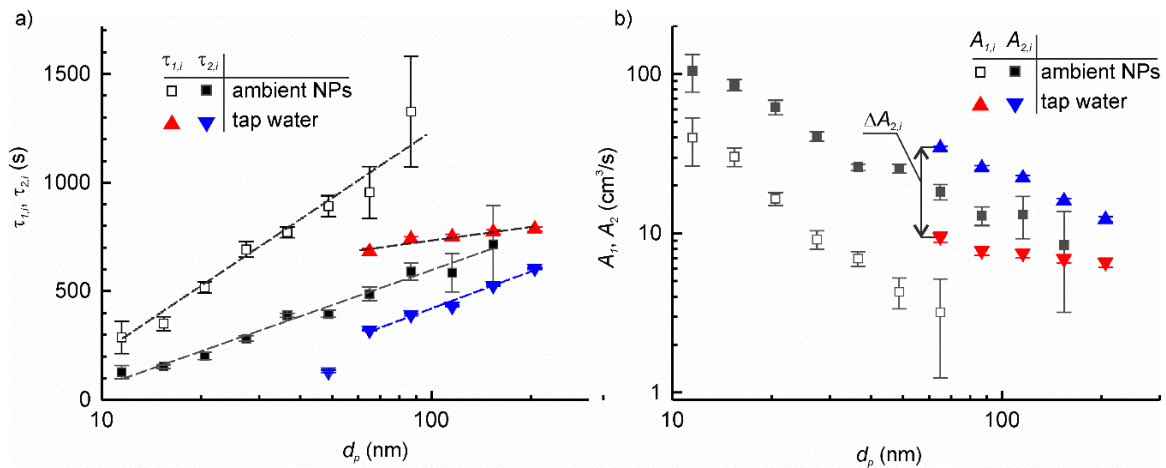 a)
τ1,i, τ2,i (s)
1500
1000
500
0
10
100
dp (nm)
τ1,i τ2,i
ambient NPs
tap water
b)
A1, A2 (cm³/s)
100
10
1
10
100
dp (nm)
A1,i A2,i
ambient NPs
tap water
ΔA2,i